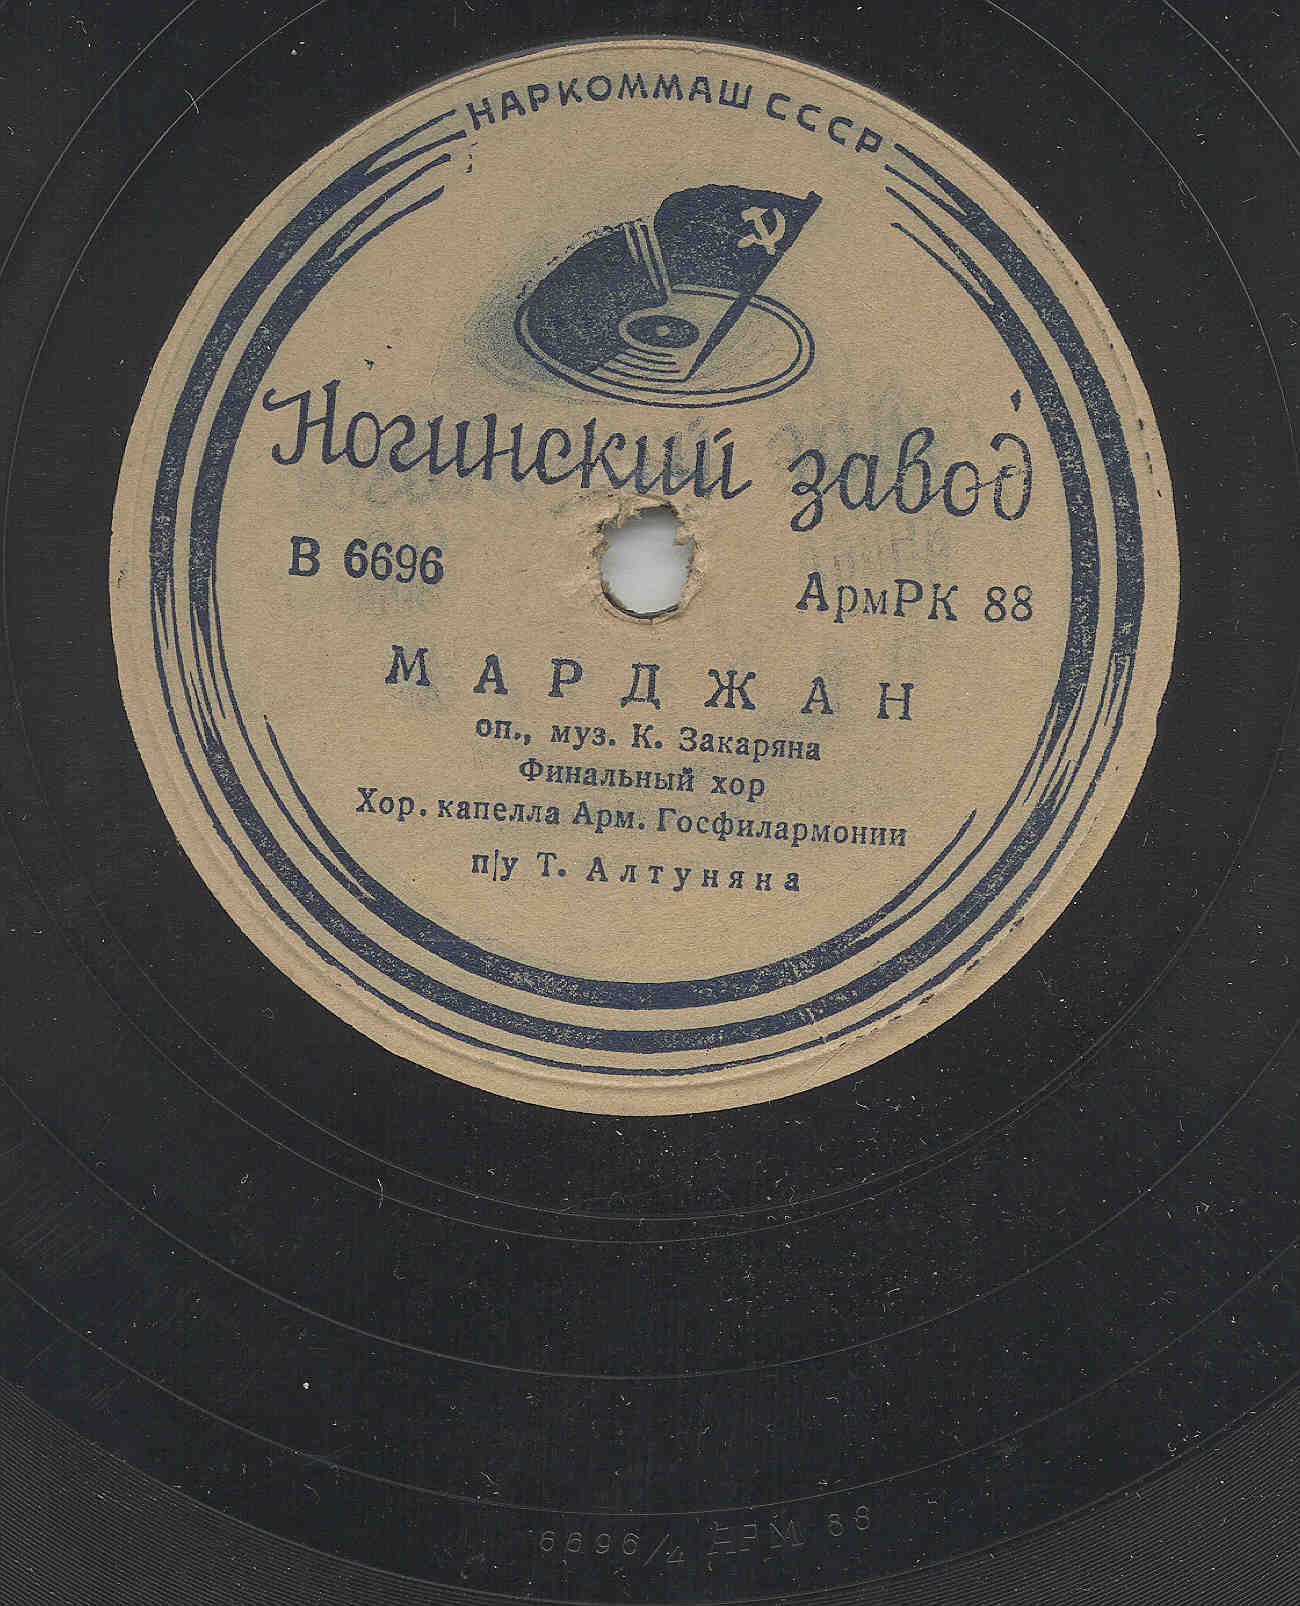 НАРКОММАШ СССР
Ногинский завод
В 6696
АрмРК 88
МАРДЖАН
оп., муз. К. Закаряна
Финальный хор
Хор. капелла Арм. Госфилармонии
п/у Т. Алтуняна
6696/4 АРМ 88